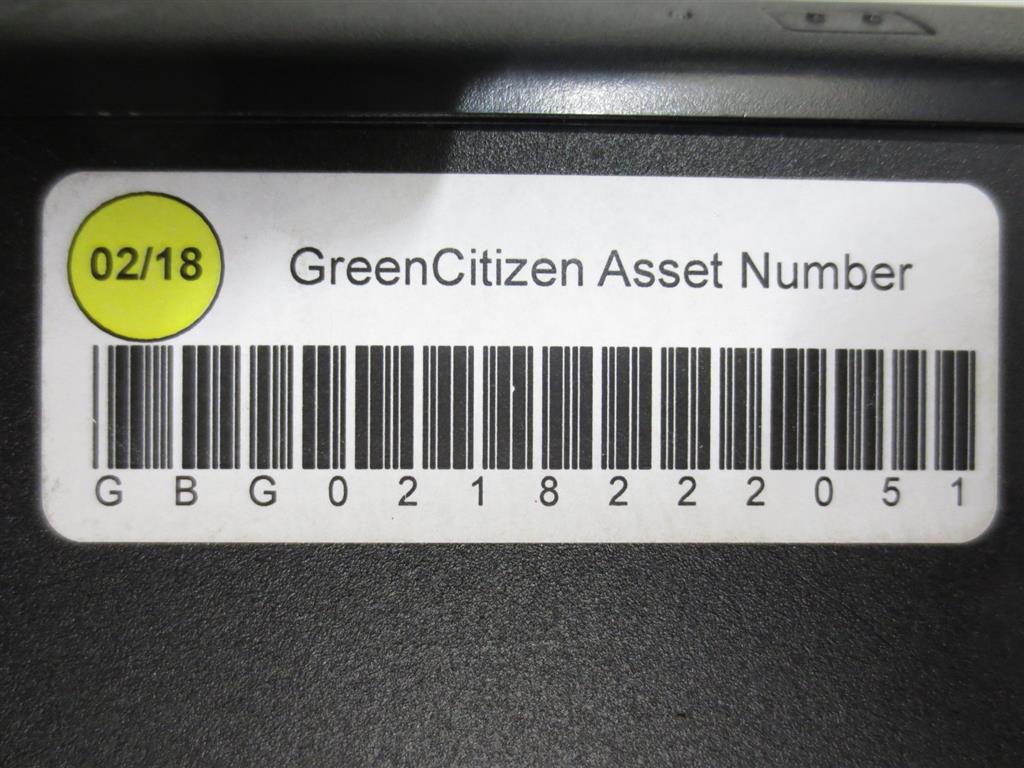 02/18
GreenCitizen Asset Number
G B G 0 2 1 8 2 2 2 0 5 1